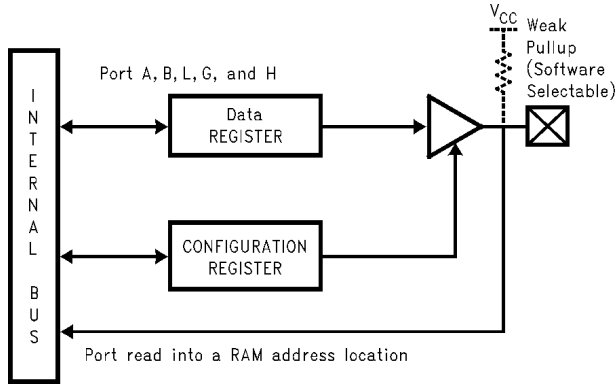 VCC
Weak
Pullup
(Software
Selectable)
Port A, B, L, G, and H
INTERNAL BUS
Data
REGISTER
CONFIGURATION
REGISTER
Port read into a RAM address location